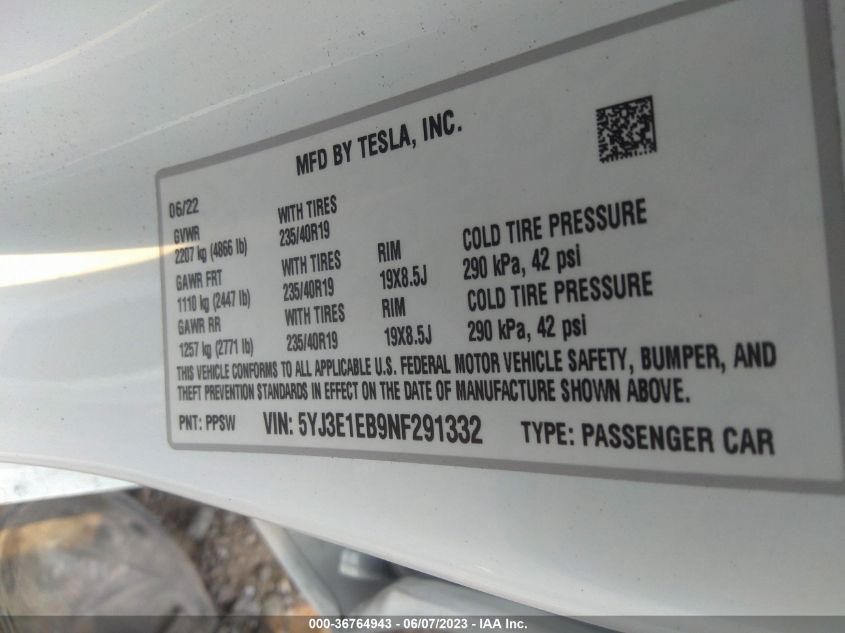 MFD BY TESLA, INC.
06/22
GVWR WITH TIRES
2207 kg (4866 lb) 235/40R19
GAWR FRT WITH TIRES RIM COLD TIRE PRESSURE
1110 kg (2447 lb) 235/40R19 19X8.5J 290 kPa, 42 psi
GAWR RR WITH TIRES RIM COLD TIRE PRESSURE
1257 kg (2771 lb) 235/40R19 19X8.5J 290 kPa, 42 psi
THIS VEHICLE CONFORMS TO ALL APPLICABLE U.S. FEDERAL MOTOR VEHICLE SAFETY, BUMPER, AND
THEFT PREVENTION STANDARDS IN EFFECT ON THE DATE OF MANUFACTURE SHOWN ABOVE.
PNT: PPSW VIN: 5YJ3E1EB9NF291332 TYPE: PASSENGER CAR
000-36764943 - 06/07/2023 - IAA Inc.